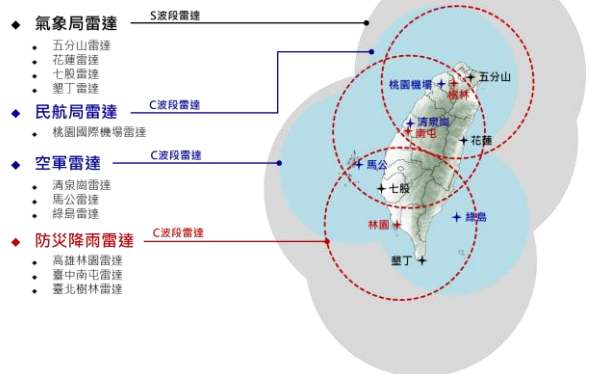 氣象局雷達
S波段雷達
五分山雷達
花蓮雷達
七股雷達
墾丁雷達
民航局雷達
C波段雷達
桃園國際機場雷達
空軍雷達
C波段雷達
清泉崗雷達
馬公雷達
綠島雷達
防災降雨雷達
C波段雷達
高雄林園雷達
臺中南屯雷達
臺北樹林雷達
五分山
桃園機場
樹林
清泉崗
南屯
花蓮
馬公
七股
林園
綠島
墾丁